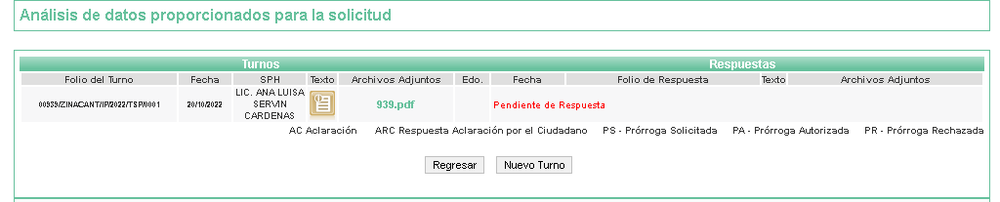 Análisis de datos proporcionados para la solicitud
Turnos Respuestas
Folio del Turno Fecha SPH Texto Archivos Adjuntos Edo. Fecha Folio de Respuesta Texto Archivos Adjuntos
00939/ZINACANT/IP/2022/TSP/0001 20/10/2022 LIC. ANA LUISA SERVIN CARDENAS 939.pdf Pendiente de Respuesta
AC Aclaración ARC Respuesta Aclaración por el Ciudadano PS - Prórroga Solicitada PA - Prórroga Autorizada PR - Prórroga Rechazada
Regresar Nuevo Turno